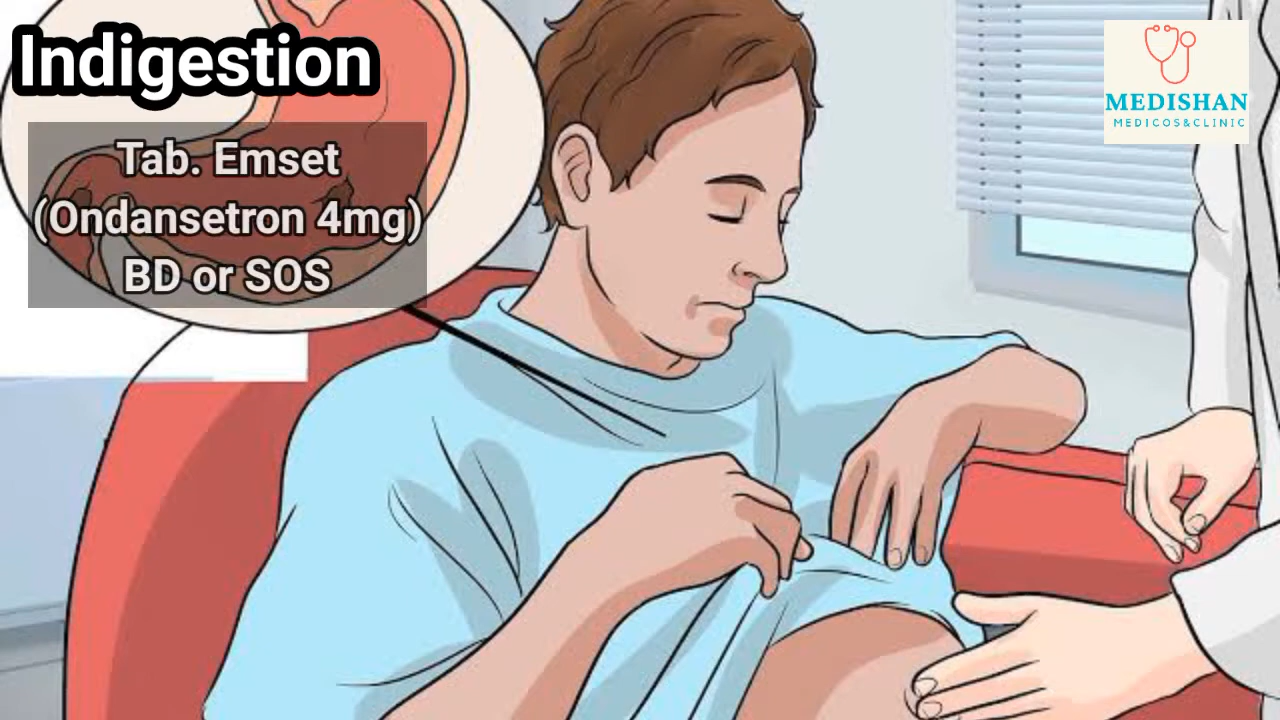 Indigestion
Tab. Emset
(Ondansetron 4mg)
BD or SOS
MEDISHAN
MEDICOS&CLINIC